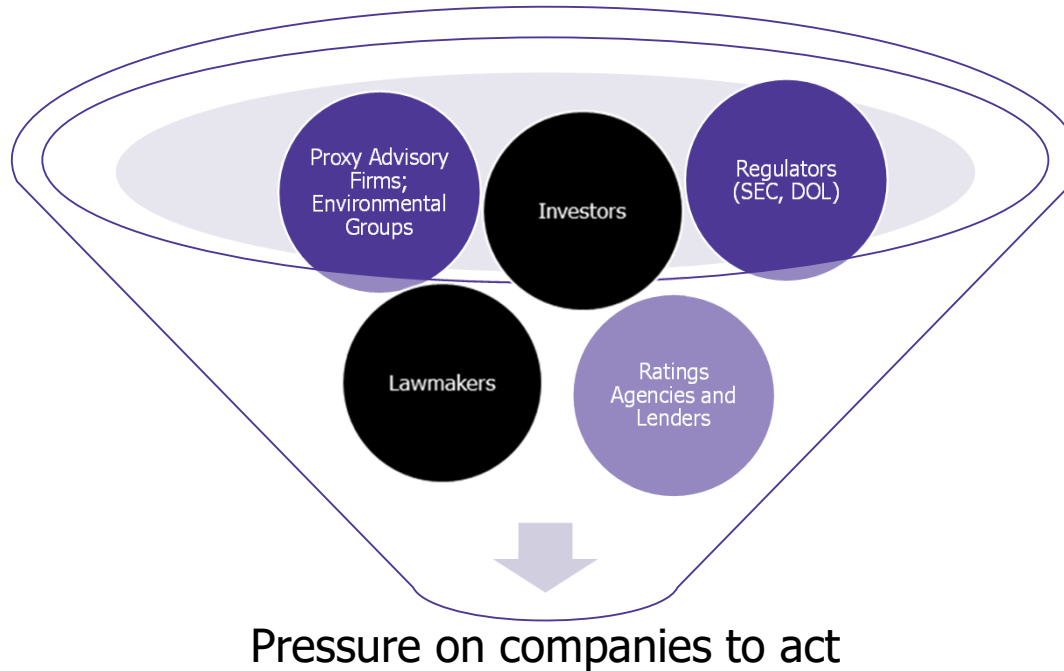 Proxy Advisory
Firms;
Environmental
Groups
Investors
Regulators
(SEC, DOL)
Lawmakers
Ratings
Agencies and
Lenders
Pressure on companies to act